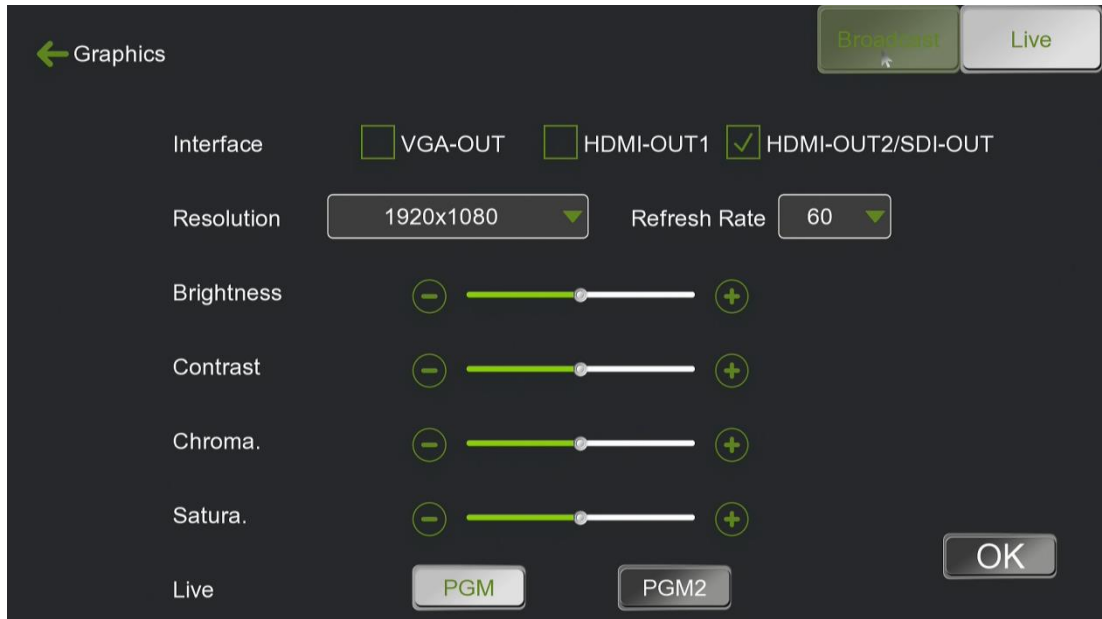 Graphics
Broadcast
Live
Interface VGA-OUT HDMI-OUT1 HDMI-OUT2/SDI-OUT
Resolution 1920x1080 Refresh Rate 60
Brightness
Contrast
Chroma.
Satura.
OK
Live PGM PGM2